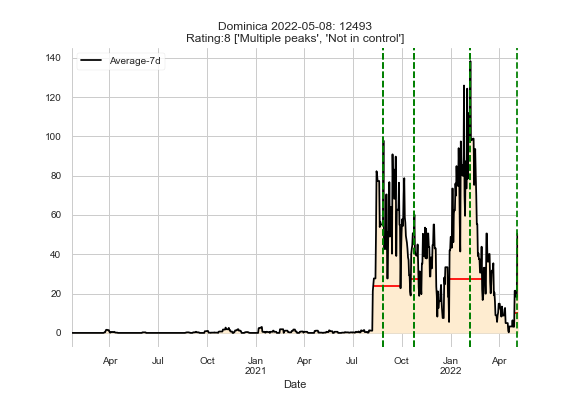 Dominica 2022-05-08: 12493
Rating:8 ['Multiple peaks', 'Not in control']
Average-7d
140
120
100
80
60
40
20
0
Apr Jul Oct Jan Apr Jul Oct Jan Apr
2021 2022
Date